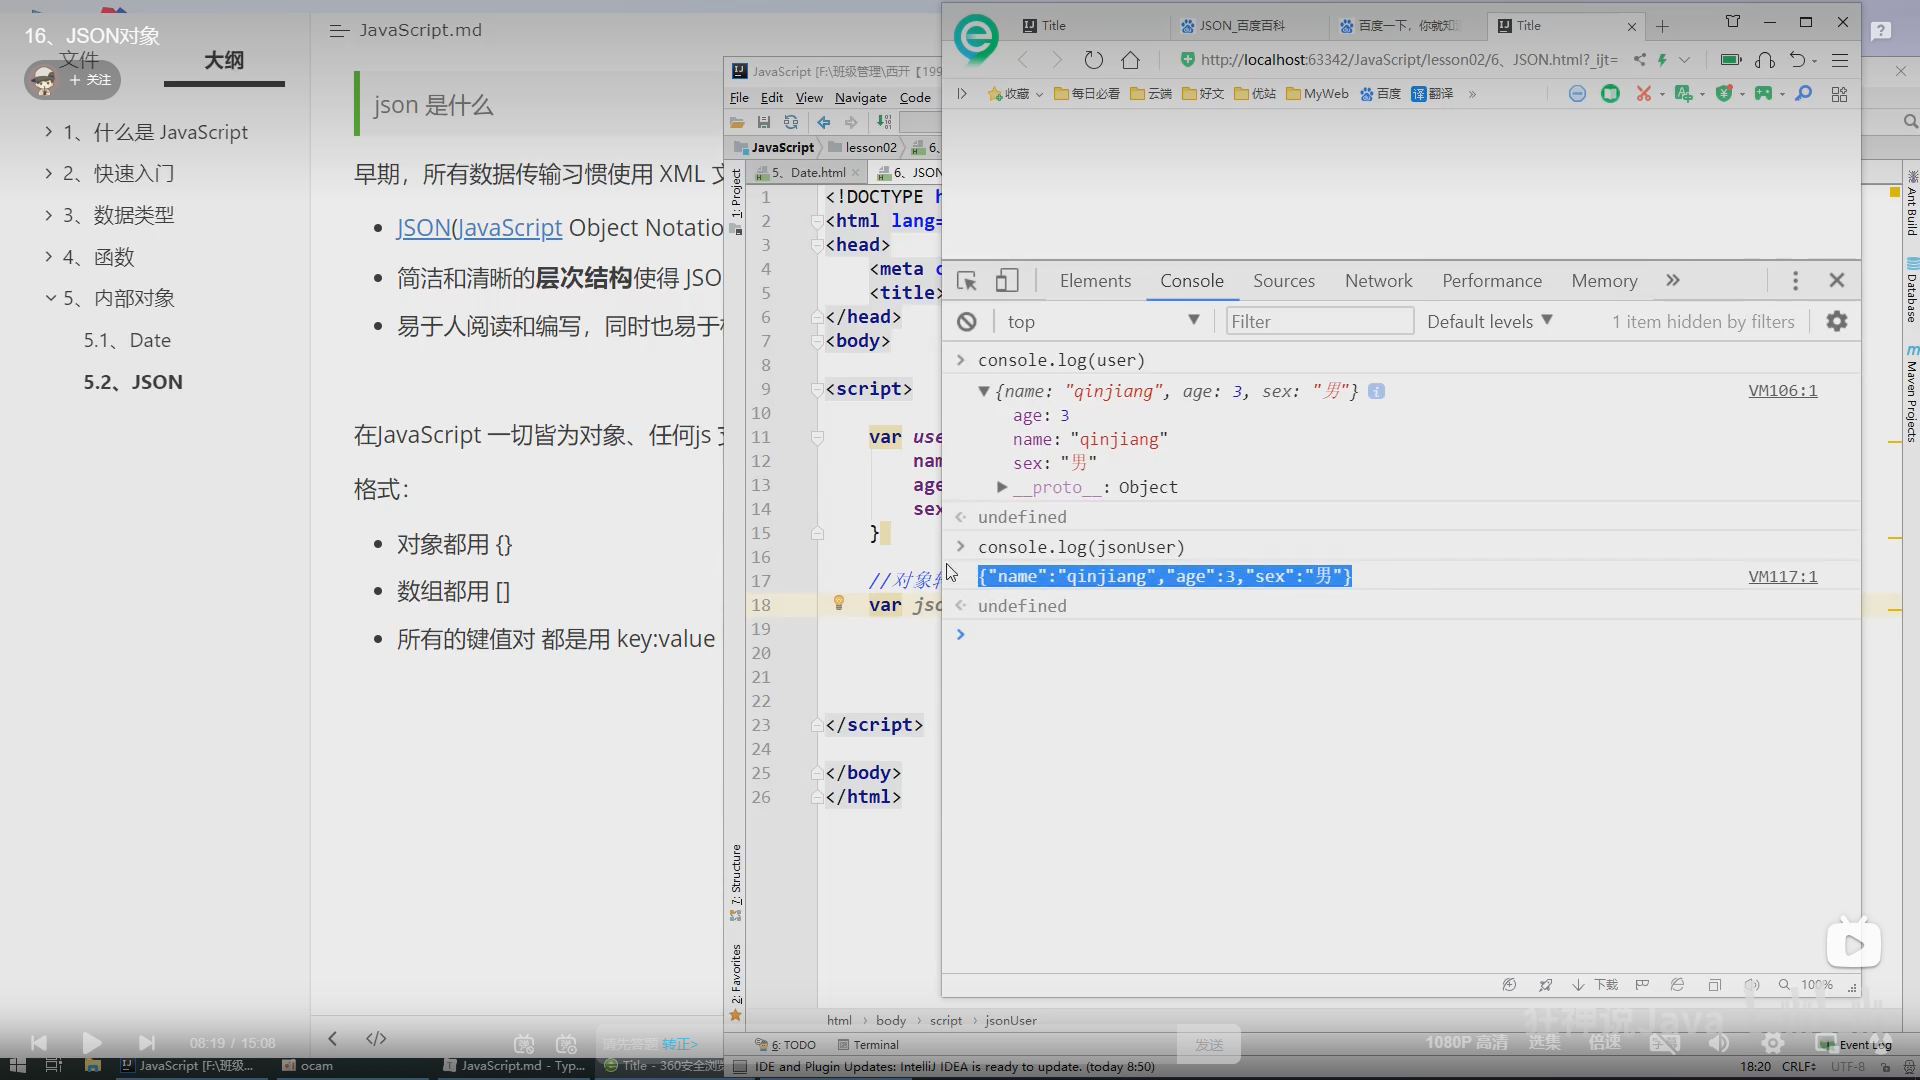 16、JSON对象
文件
大纲
+ 关注
1、什么是 JavaScript
2、快速入门
3、数据类型
4、函数
5、内部对象
5.1、Date
5.2、JSON
JavaScript.md
json 是什么
早期，所有数据传输习惯使用 XML 文
JSON(JavaScript Object Notatio
简洁和清晰的层次结构使得 JSO
易于人阅读和编写，同时也易于
在JavaScript 一切皆为对象、任何js 支
格式：
对象都用 {}
数组都用 []
所有的键值对 都是用 key:value
JavaScript [F:\班级管理\西开【199
File Edit View Navigate Code
JavaScript lesson02 6、
5、Date.html 6、JSON
1: Project
7: Structure
2: Favorites
1 <!DOCTYPE h
2 <html lang=
3 <head>
4 <meta c
5 <title>
6 </head>
7 <body>
8
9 <script>
10
11 var use
12 nam
13 age
14 sex
15 }
16
17 //对象转
18 var jso
19
20
21
22
23 </script>
24
25 </body>
26 </html>
html body script jsonUser
6: TODO Terminal
IDE and Plugin Updates: IntelliJ IDEA is ready to update. (today 8:50)
18:20 CRLF UTF-8
Event Log
Ant Build
Database
Maven Projects
Title JSON_百度百科 百度一下，你就知 Title
http://localhost:63342/JavaScript/lesson02/6、JSON.html?_ijt=
收藏 每日必看 云端 好文 优站 MyWeb 百度 译 翻译 »
Elements Console Sources Network Performance Memory »
top Filter Default levels 1 item hidden by filters
console.log(user)
{name: "qinjiang", age: 3, sex: "男"} VM106:1
age: 3
name: "qinjiang"
sex: "男"
__proto__: Object
undefined
console.log(jsonUser)
{"name":"qinjiang","age":3,"sex":"男"} VM117:1
undefined
下载 100%
狂神说Java
08:19 / 15:08
请先答题 转正>
发送
1080P 高清 选集 倍速
JavaScript [F:\班级... ocam JavaScript.md - Typ... Title - 360安全浏览